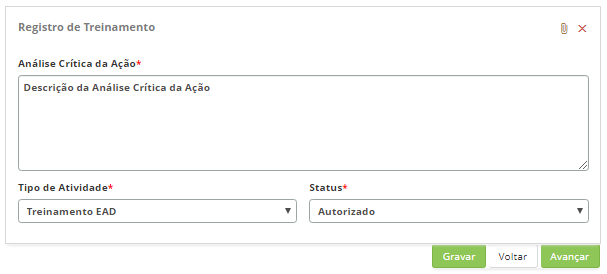 Registro de Treinamento
Análise Crítica da Ação*
Descrição da Análise Crítica da Ação
Tipo de Atividade*
Status*
Treinamento EAD
Autorizado
Gravar
Voltar
Avançar